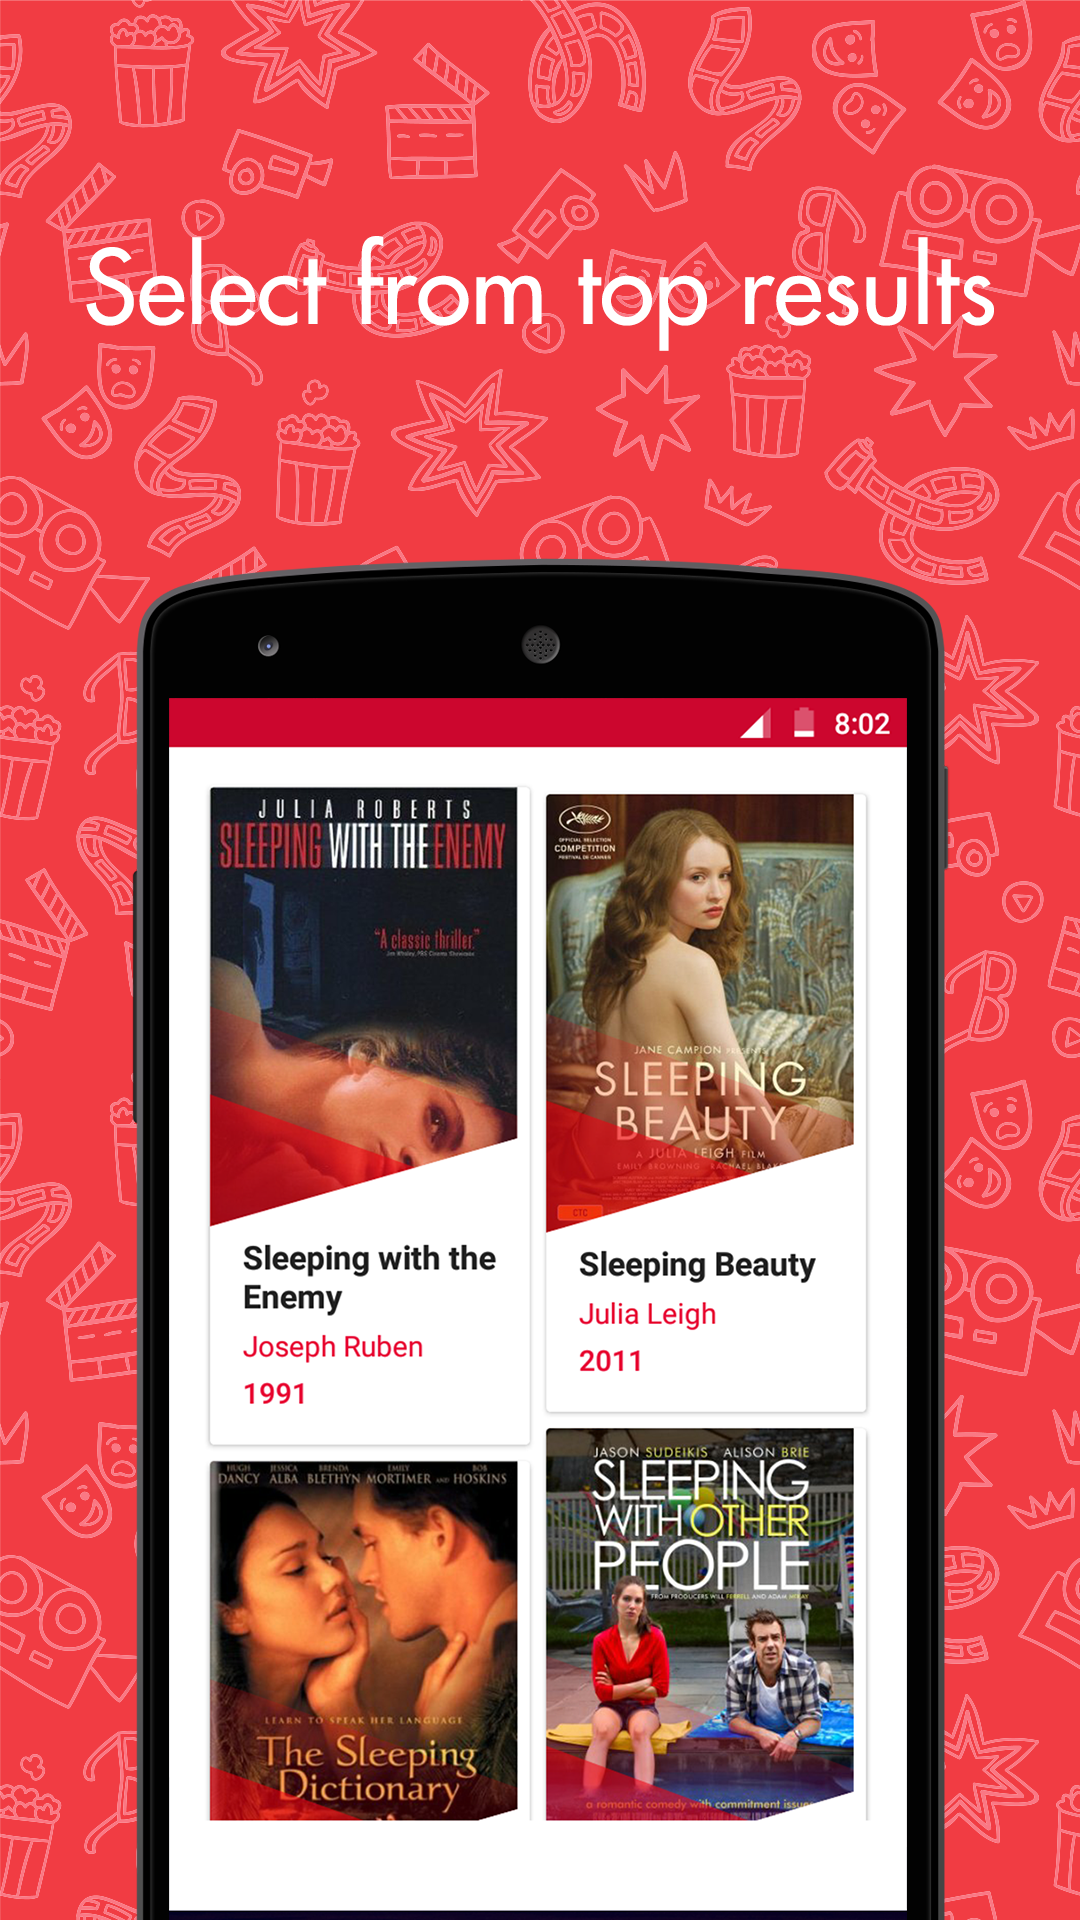 Select from top results
8:02
JULIA ROBERTS
SLEEPING WITH THE ENEMY
"A classic thriller."
Sleeping with the
Enemy
Joseph Ruben
1991
OFFICIAL SELECTION
COMPETITION
FESTIVAL DE CANNES
JANE CAMPION PRESENTS
SLEEPING
BEAUTY
A JULIA LEIGH FILM
EMILY BROWNING RACHAEL BLAKE
CTC
Sleeping Beauty
Julia Leigh
2011
HUGH DANCY JESSICA ALBA BRENDA BLETHYN EMILY MORTIMER AND BOB HOSKINS
LEARN TO SPEAK HER LANGUAGE
The Sleeping
Dictionary
JASON SUDEIKIS ALISON BRIE
SLEEPING
WITH OTHER
PEOPLE
FROM PRODUCERS WILL FERRELL AND ADAM MCKAY
a romantic comedy with commitment issues